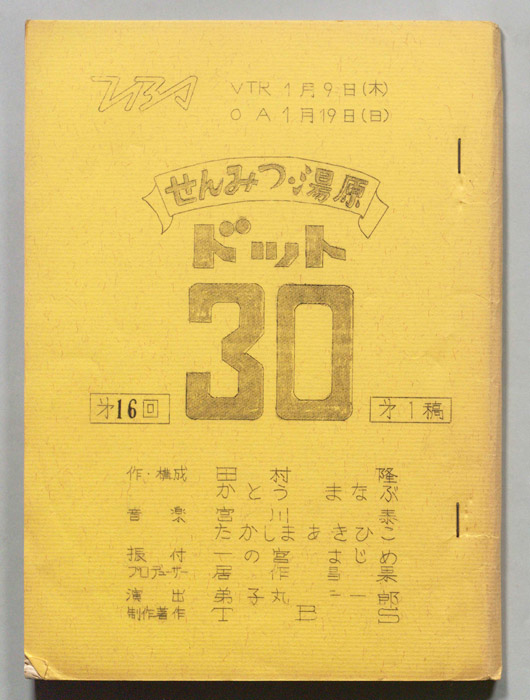 TBS
VTR 1月9日(木)
OA 1月19日(日)
せんみつ・湯原
ドット
30
第16回
第1稿
作・構成 田村 隆
かとう まなぶ
音楽 宮川 泰
たかしまあきひこ
振付 一の宮はじめ
プロデューサー 居作昌果
演出 弟子丸千一郎
制作著作 TBS